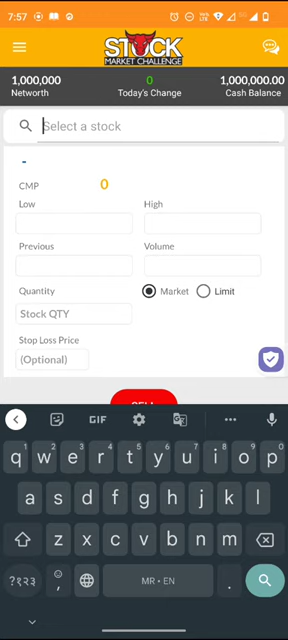 7:57
STOCK
MARKET CHALLENGE
1,000,000 0 1,000,000.00
Networth Today's Change Cash Balance
Select a stock
-
CMP 0
Low High
Previous Volume
Quantity Market Limit
Stock QTY
Stop Loss Price
(Optional)
GIF
q w e r t y u i o p
a s d f g h j k l
z x c v b n m
?१२३ , MR • EN .